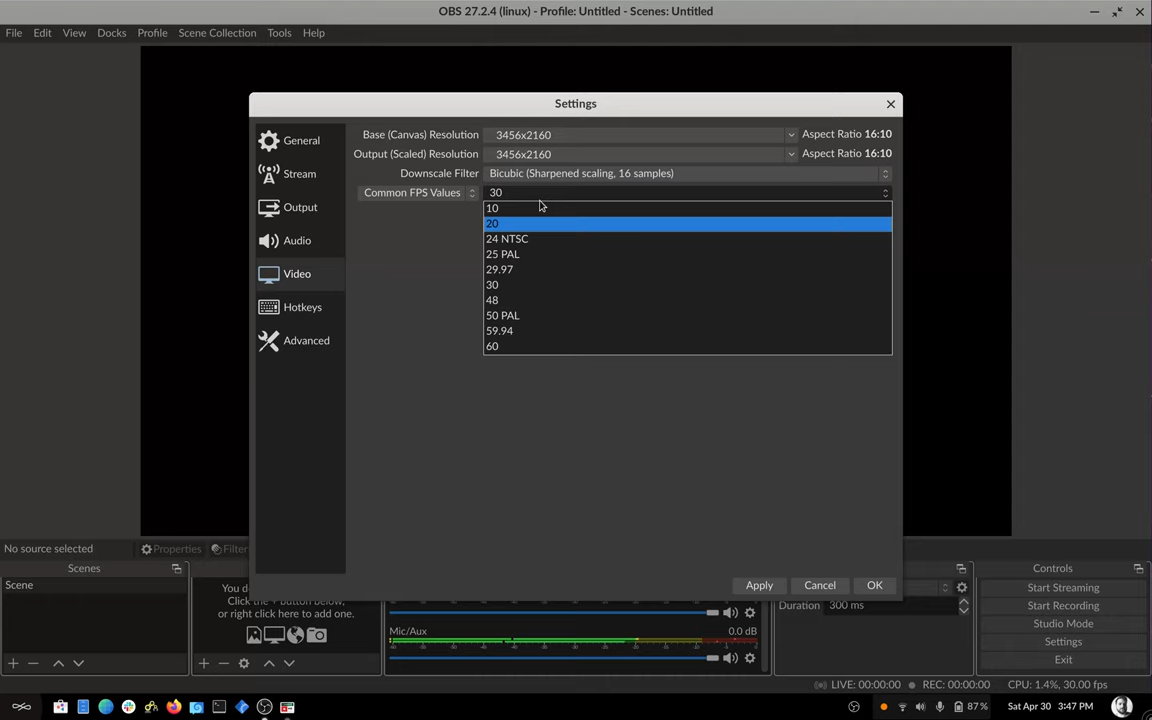 OBS 27.2.4 (linux) - Profile: Untitled - Scenes: Untitled
File Edit View Docks Profile Scene Collection Tools Help
Settings
General
Stream
Output
Audio
Video
Hotkeys
Advanced
Base (Canvas) Resolution 3456x2160 Aspect Ratio 16:10
Output (Scaled) Resolution 3456x2160 Aspect Ratio 16:10
Downscale Filter Bicubic (Sharpened scaling, 16 samples)
Common FPS Values 30
10
20
24 NTSC
25 PAL
29.97
30
48
50 PAL
59.94
60
Apply Cancel OK
No source selected Properties Filter
Scenes
Scene
You d
Click the + button below,
or right click here to add one.
Mic/Aux 0.0 dB
Duration 300 ms
Controls
Start Streaming
Start Recording
Studio Mode
Settings
Exit
LIVE: 00:00:00 REC: 00:00:00 CPU: 1.4%, 30.00 fps
87% Sat Apr 30 3:47 PM